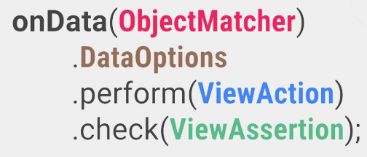 onData(ObjectMatcher)
.DataOptions
.perform(ViewAction)
.check(ViewAssertion);